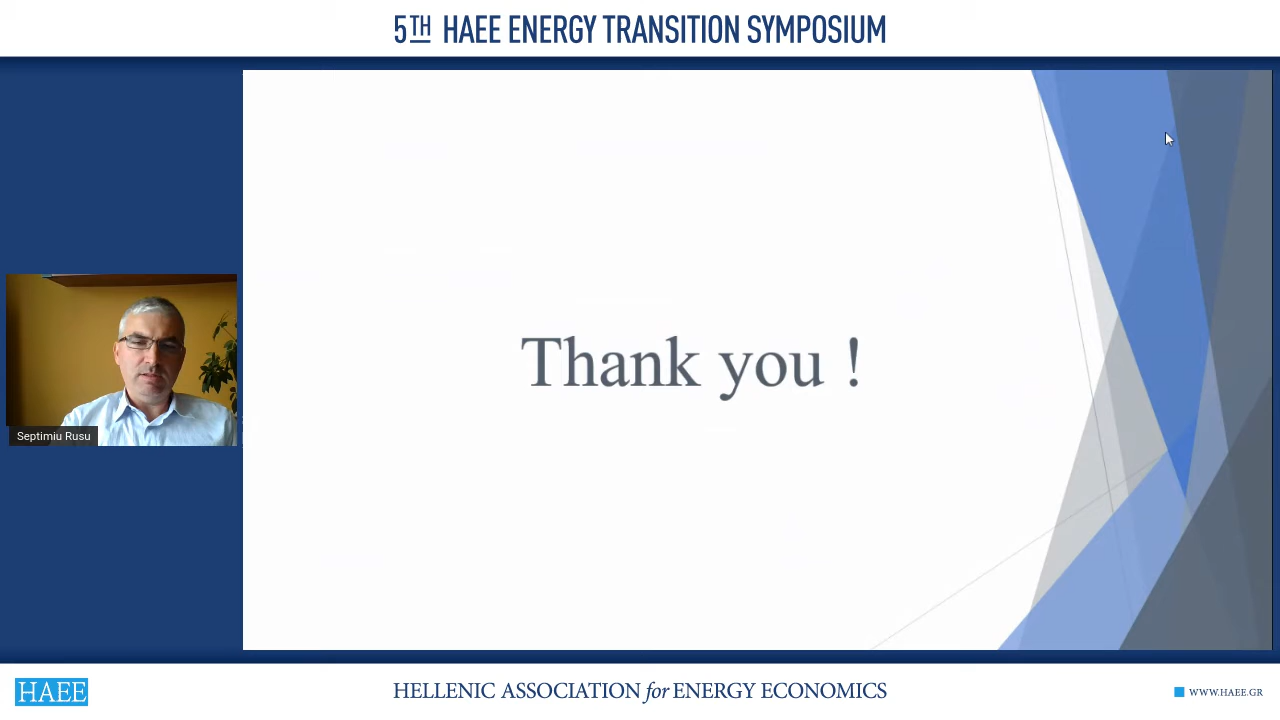 5TH HAEE ENERGY TRANSITION SYMPOSIUM
Thank you !
Septimiu Rusu
HAEE
HELLENIC ASSOCIATION for ENERGY ECONOMICS
WWW.HAEE.GR